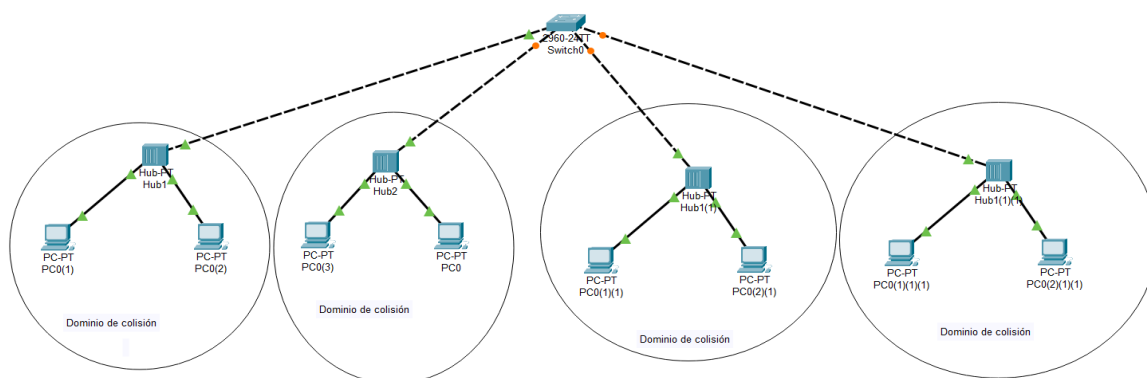 2960-24TT
Switch0
Hub-PT
Hub1
PC-PT
PC0(1)
PC-PT
PC0(2)
Dominio de colisión
Hub-PT
Hub2
PC-PT
PC0(3)
PC-PT
PC0
Dominio de colisión
Hub-PT
Hub1(1)
PC-PT
PC0(1)(1)
PC-PT
PC0(2)(1)
Dominio de colisión
Hub-PT
Hub1(1)(1)
PC-PT
PC0(1)(1)(1)
PC-PT
PC0(2)(1)(1)
Dominio de colisión